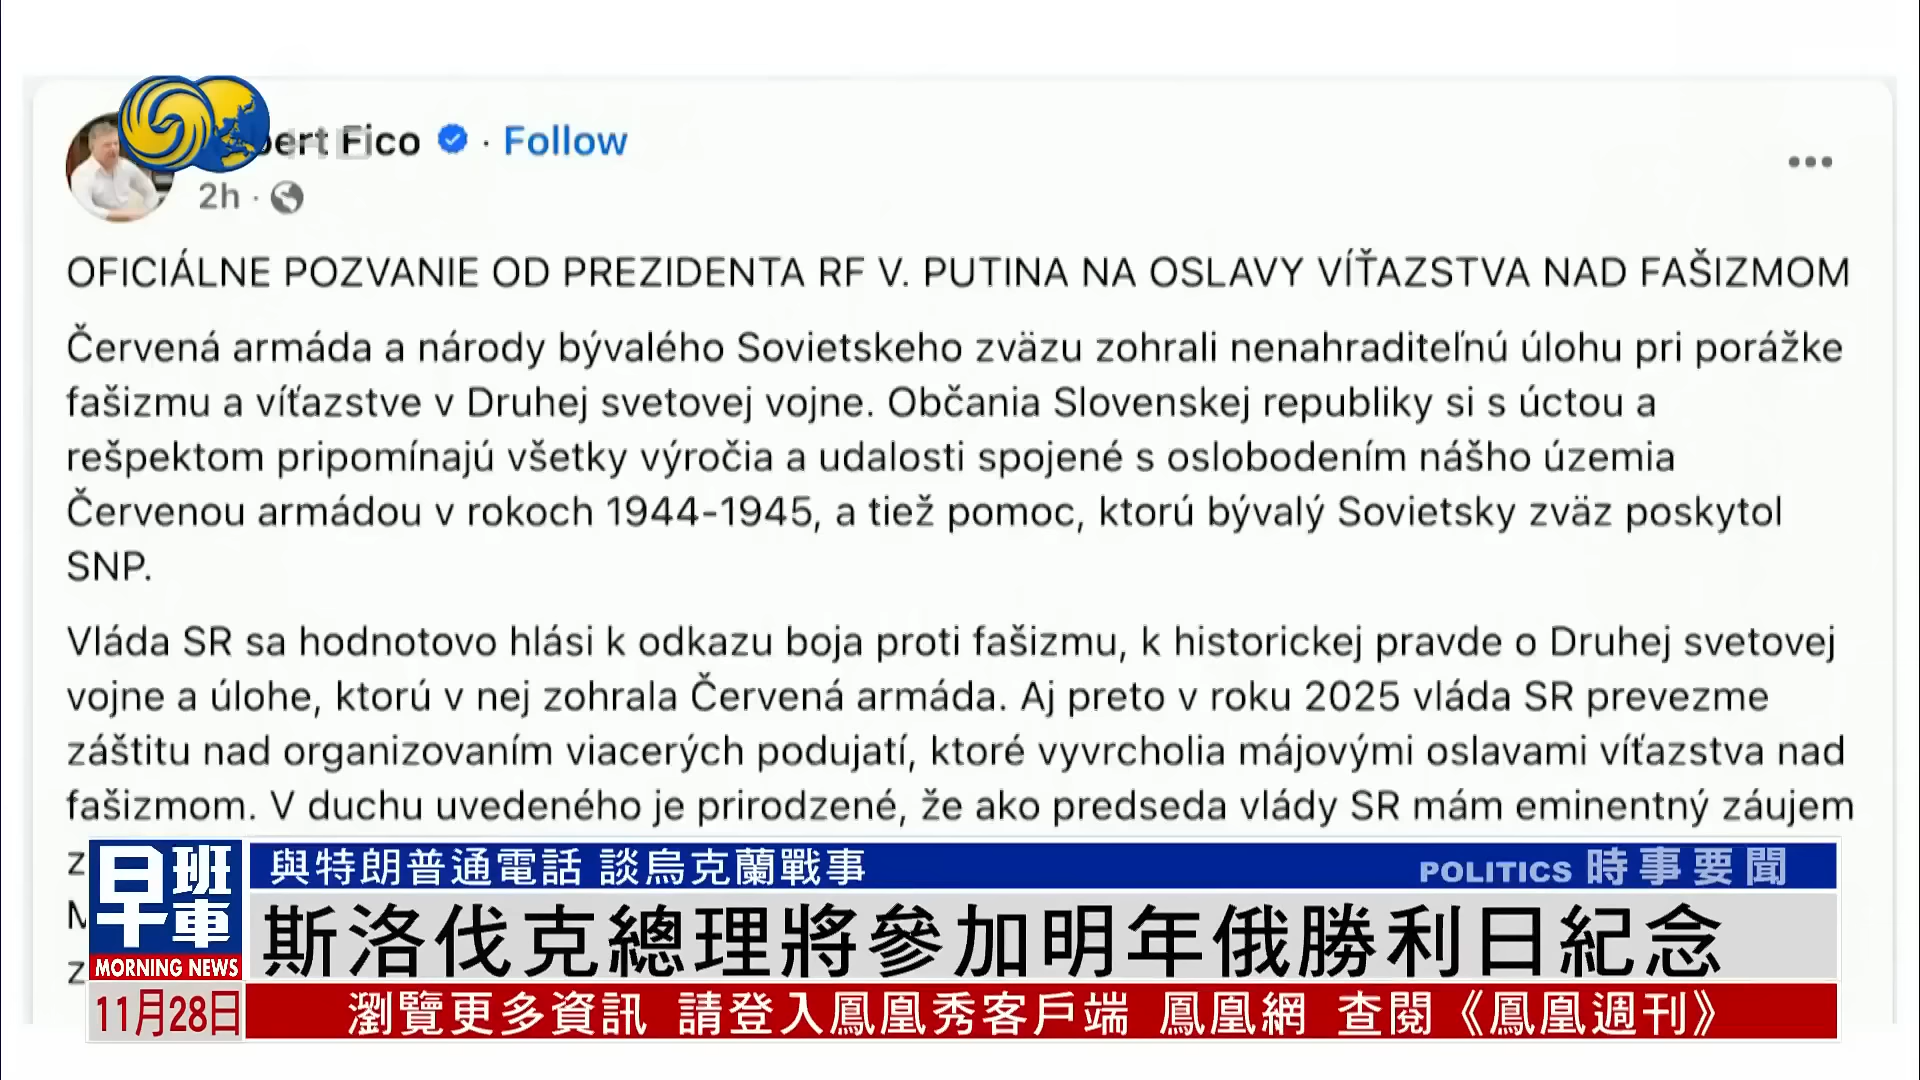 bert Fico · Follow
2h ·
OFICIÁLNE POZVANIE OD PREZIDENTA RF V. PUTINA NA OSLAVY VÍŤAZSTVA NAD FAŠIZMOM
Červená armáda a národy bývalého Sovietskeho zväzu zohrali nenahraditeľnú úlohu pri porážke
fašizmu a víťazstve v Druhej svetovej vojne. Občania Slovenskej republiky si s úctou a
rešpektom pripomínajú všetky výročia a udalosti spojené s oslobodením nášho územia
Červenou armádou v rokoch 1944-1945, a tiež pomoc, ktorú bývalý Sovietsky zväz poskytol
SNP.
Vláda SR sa hodnotovo hlási k odkazu boja proti fašizmu, k historickej pravde o Druhej svetovej
vojne a úlohe, ktorú v nej zohrala Červená armáda. Aj preto v roku 2025 vláda SR prevezme
záštitu nad organizovaním viacerých podujatí, ktoré vyvrcholia májovými oslavami víťazstva nad
fašizmom. V duchu uvedeného je prirodzené, že ako predseda vlády SR mám eminentný záujem
早班車
MORNING NEWS
11月28日
與特朗普通電話 談烏克蘭戰事
POLITICS 時事要聞
斯洛伐克總理將參加明年俄勝利日紀念
瀏覽更多資訊 請登入鳳凰秀客戶端 鳳凰網 查閱《鳳凰週刊》